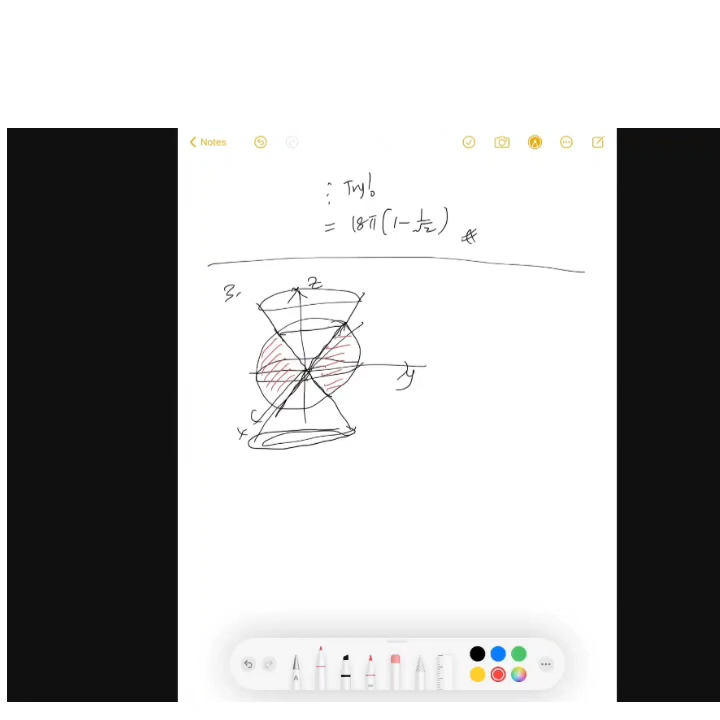 Notes
⋮ Try!
= 18π(1 - 1/√2) #
3.
z
y
x
A